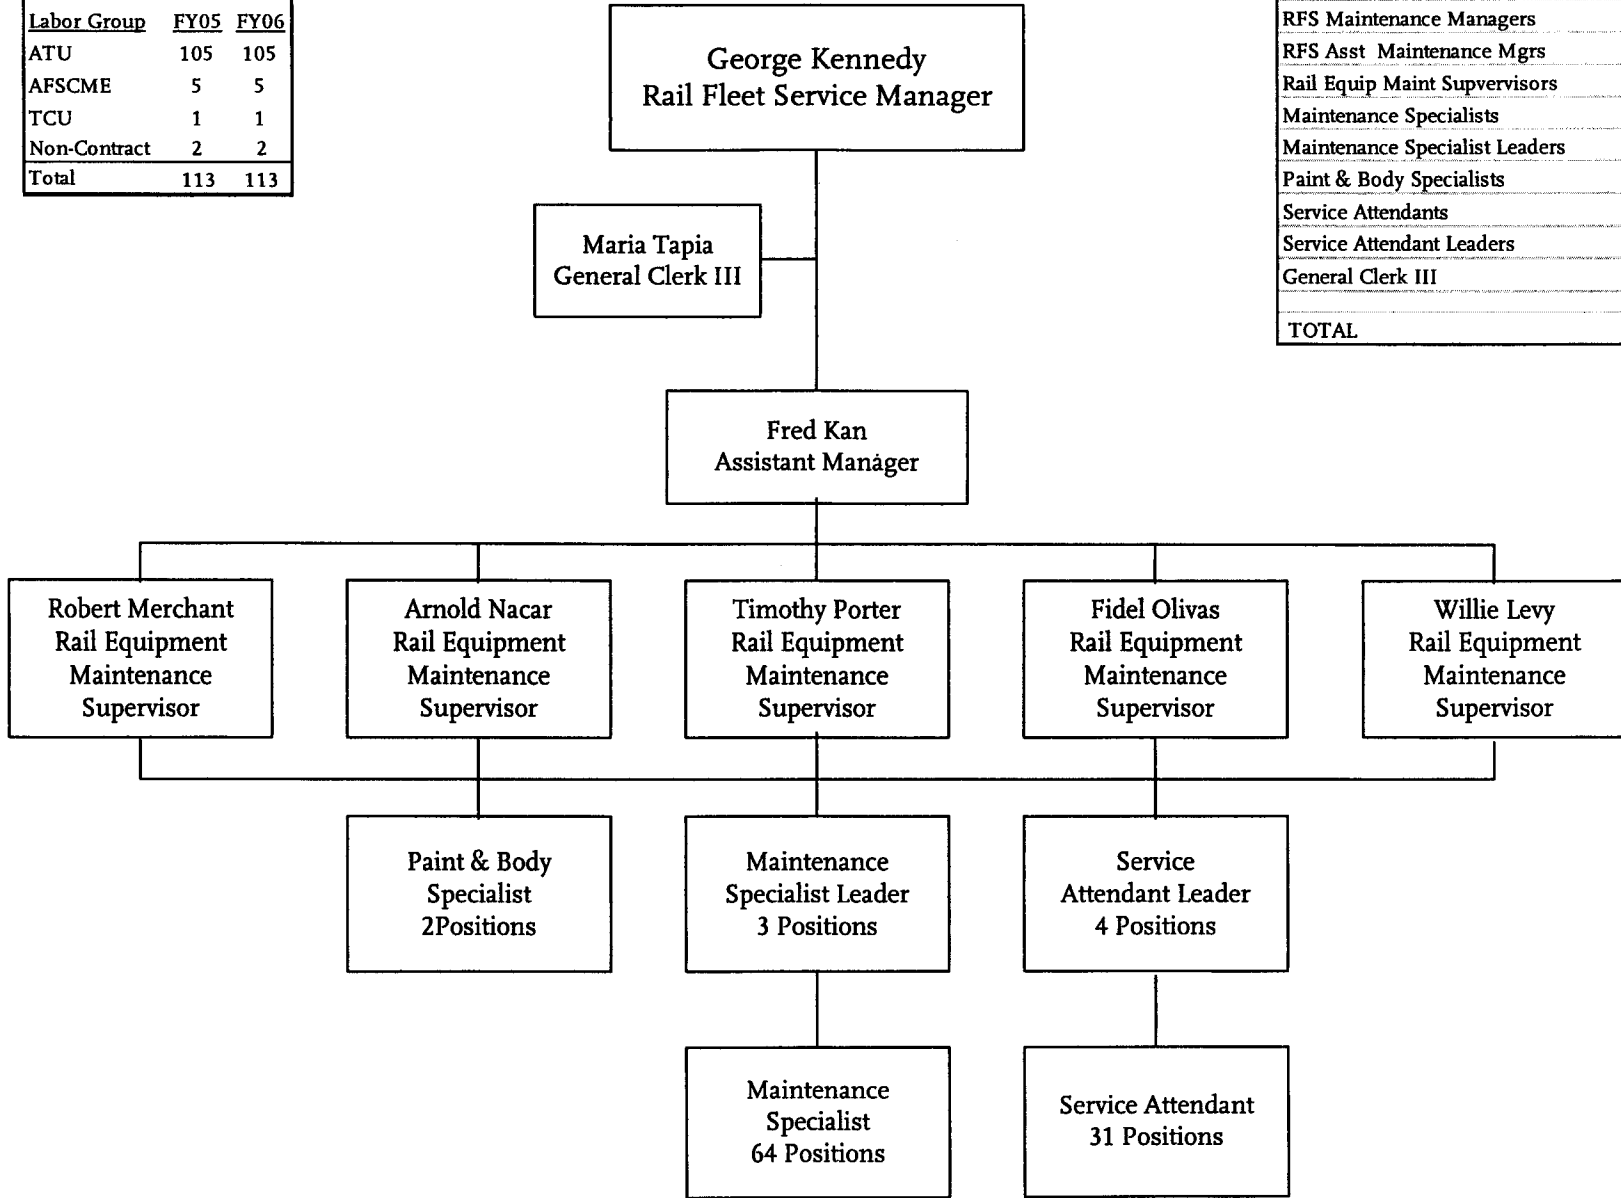 Labor Group FY05 FY06
ATU 105 105
AFSCME 5 5
TCU 1 1
Non-Contract 2 2
Total 113 113
George Kennedy
Rail Fleet Service Manager
RFS Maintenance Managers
RFS Asst Maintenance Mgrs
Rail Equip Maint Supvervisors
Maintenance Specialists
Maintenance Specialist Leaders
Paint & Body Specialists
Service Attendants
Service Attendant Leaders
General Clerk III
TOTAL
Maria Tapia
General Clerk III
Fred Kan
Assistant Manager
Robert Merchant
Rail Equipment
Maintenance
Supervisor
Arnold Nacar
Rail Equipment
Maintenance
Supervisor
Timothy Porter
Rail Equipment
Maintenance
Supervisor
Fidel Olivas
Rail Equipment
Maintenance
Supervisor
Willie Levy
Rail Equipment
Maintenance
Supervisor
Paint & Body
Specialist
2Positions
Maintenance
Specialist Leader
3 Positions
Service
Attendant Leader
4 Positions
Maintenance
Specialist
64 Positions
Service Attendant
31 Positions